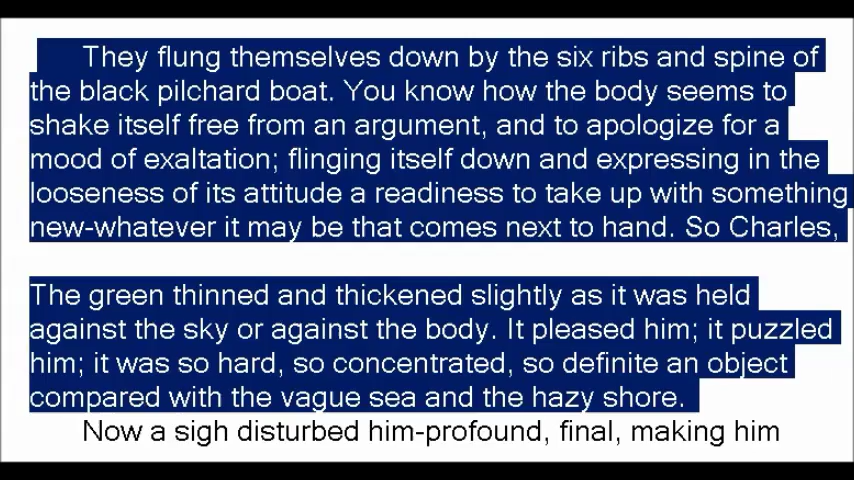 They flung themselves down by the six ribs and spine of
the black pilchard boat. You know how the body seems to
shake itself free from an argument, and to apologize for a
mood of exaltation; flinging itself down and expressing in the
looseness of its attitude a readiness to take up with something
new-whatever it may be that comes next to hand. So Charles,
The green thinned and thickened slightly as it was held
against the sky or against the body. It pleased him; it puzzled
him; it was so hard, so concentrated, so definite an object
compared with the vague sea and the hazy shore.
Now a sigh disturbed him-profound, final, making him